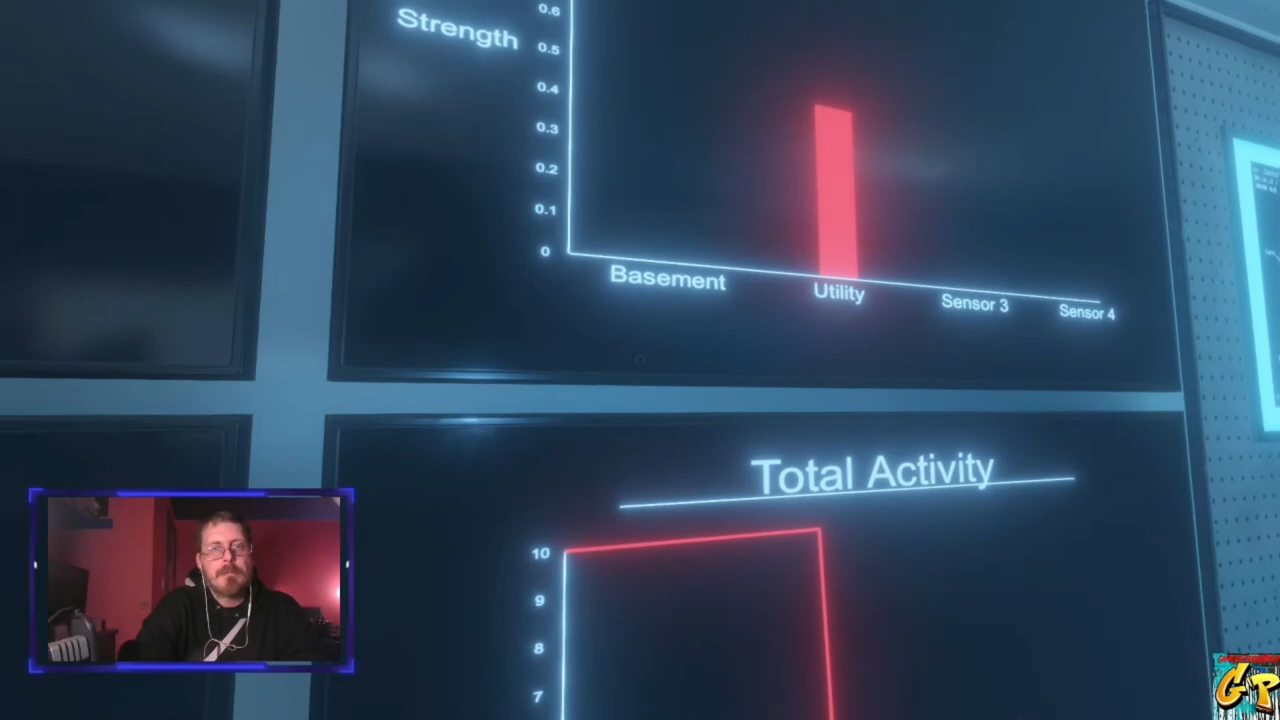 0.6
Strength
0.5
0.4
0.3
0.2
0.1
0
Basement
Utility
Sensor 3
Sensor 4
Total Activity
10
9
8
7
GP